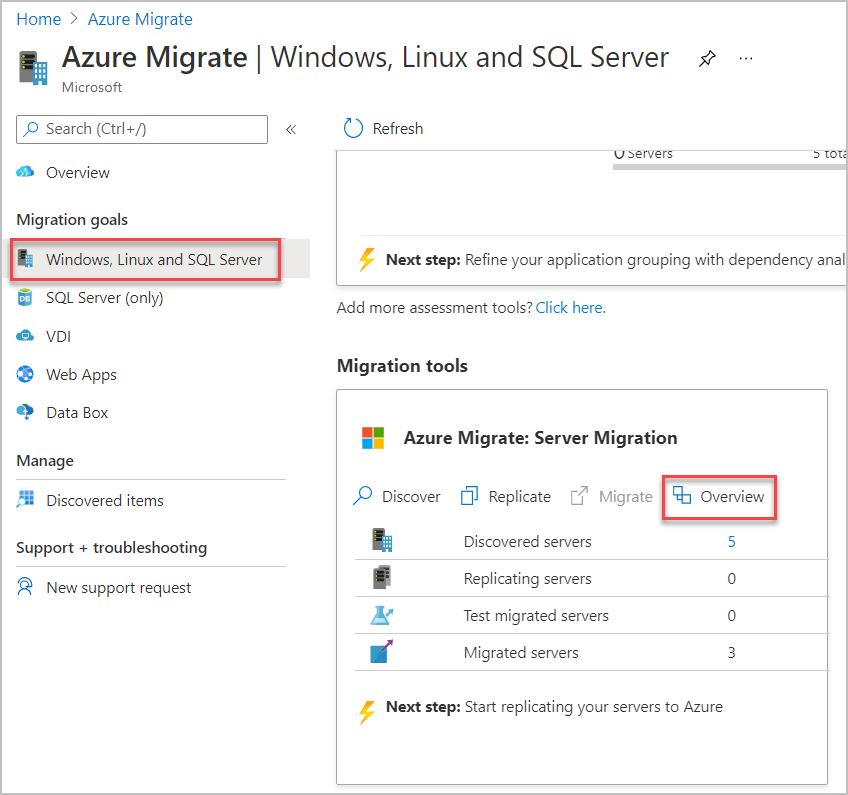 Home > Azure Migrate
Azure Migrate | Windows, Linux and SQL Server ...
Microsoft
Search (Ctrl+/) «
Refresh
Overview
Migration goals
Windows, Linux and SQL Server
SQL Server (only)
VDI
Web Apps
Data Box
Manage
Discovered items
Support + troubleshooting
New support request
0 Servers 5 tota
Next step: Refine your application grouping with dependency anal
Add more assessment tools? Click here.
Migration tools
Azure Migrate: Server Migration
Discover Replicate Migrate Overview
Discovered servers 5
Replicating servers 0
Test migrated servers 0
Migrated servers 3
Next step: Start replicating your servers to Azure